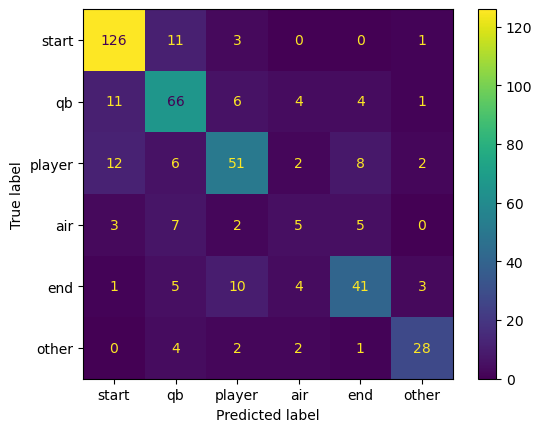 start 126 11 3 0 0 1
qb 11 66 6 4 4 1
player 12 6 51 2 8 2
air 3 7 2 5 5 0
end 1 5 10 4 41 3
other 0 4 2 2 1 28
start qb player air end other
Predicted label
True label
120
100
80
60
40
20
0